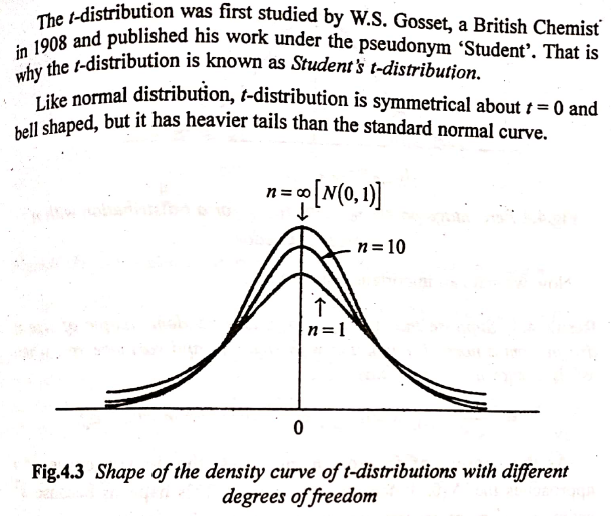 The t-distribution was first studied by W.S. Gosset, a British Chemist
in 1908 and published his work under the pseudonym ‘Student’. That is
why the t-distribution is known as Student's t-distribution.
Like normal distribution, t-distribution is symmetrical about t = 0 and
bell shaped, but it has heavier tails than the standard normal curve.
n = ∞ [N(0, 1)]
n = 10
n = 1
0
Fig.4.3 Shape of the density curve of t-distributions with different
degrees of freedom